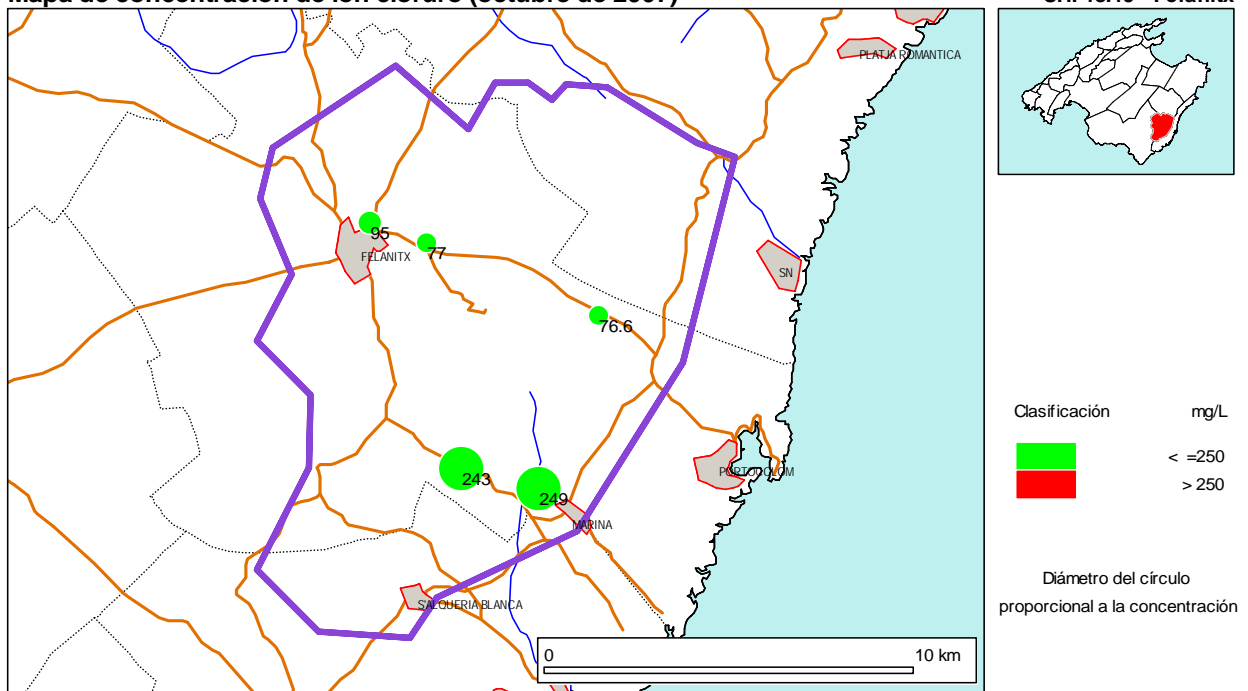 PLATJA ROMANTICA
95
FELANITX
77
SN
76.6
Clasificación mg/L
< =250
> 250
243
249
PORTOCOLOM
MARINA
S'ALQUERIA BLANCA
Diámetro del círculo
proporcional a la concentración
0 10 km